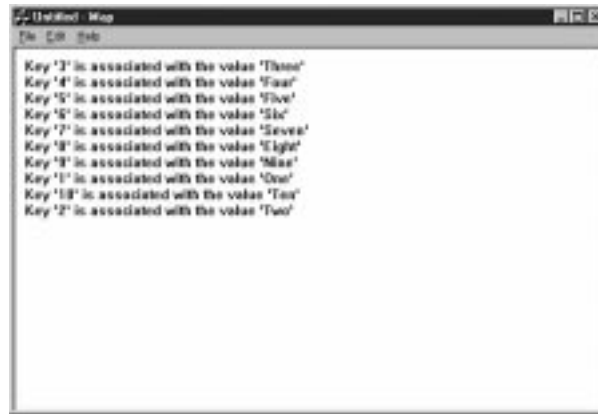 Untitled - Map
File Edit Help
Key '3' is associated with the value 'Three'
Key '4' is associated with the value 'Four'
Key '5' is associated with the value 'Five'
Key '6' is associated with the value 'Six'
Key '7' is associated with the value 'Seven'
Key '8' is associated with the value 'Eight'
Key '9' is associated with the value 'Nine'
Key '1' is associated with the value 'One'
Key '10' is associated with the value 'Ten'
Key '2' is associated with the value 'Two'